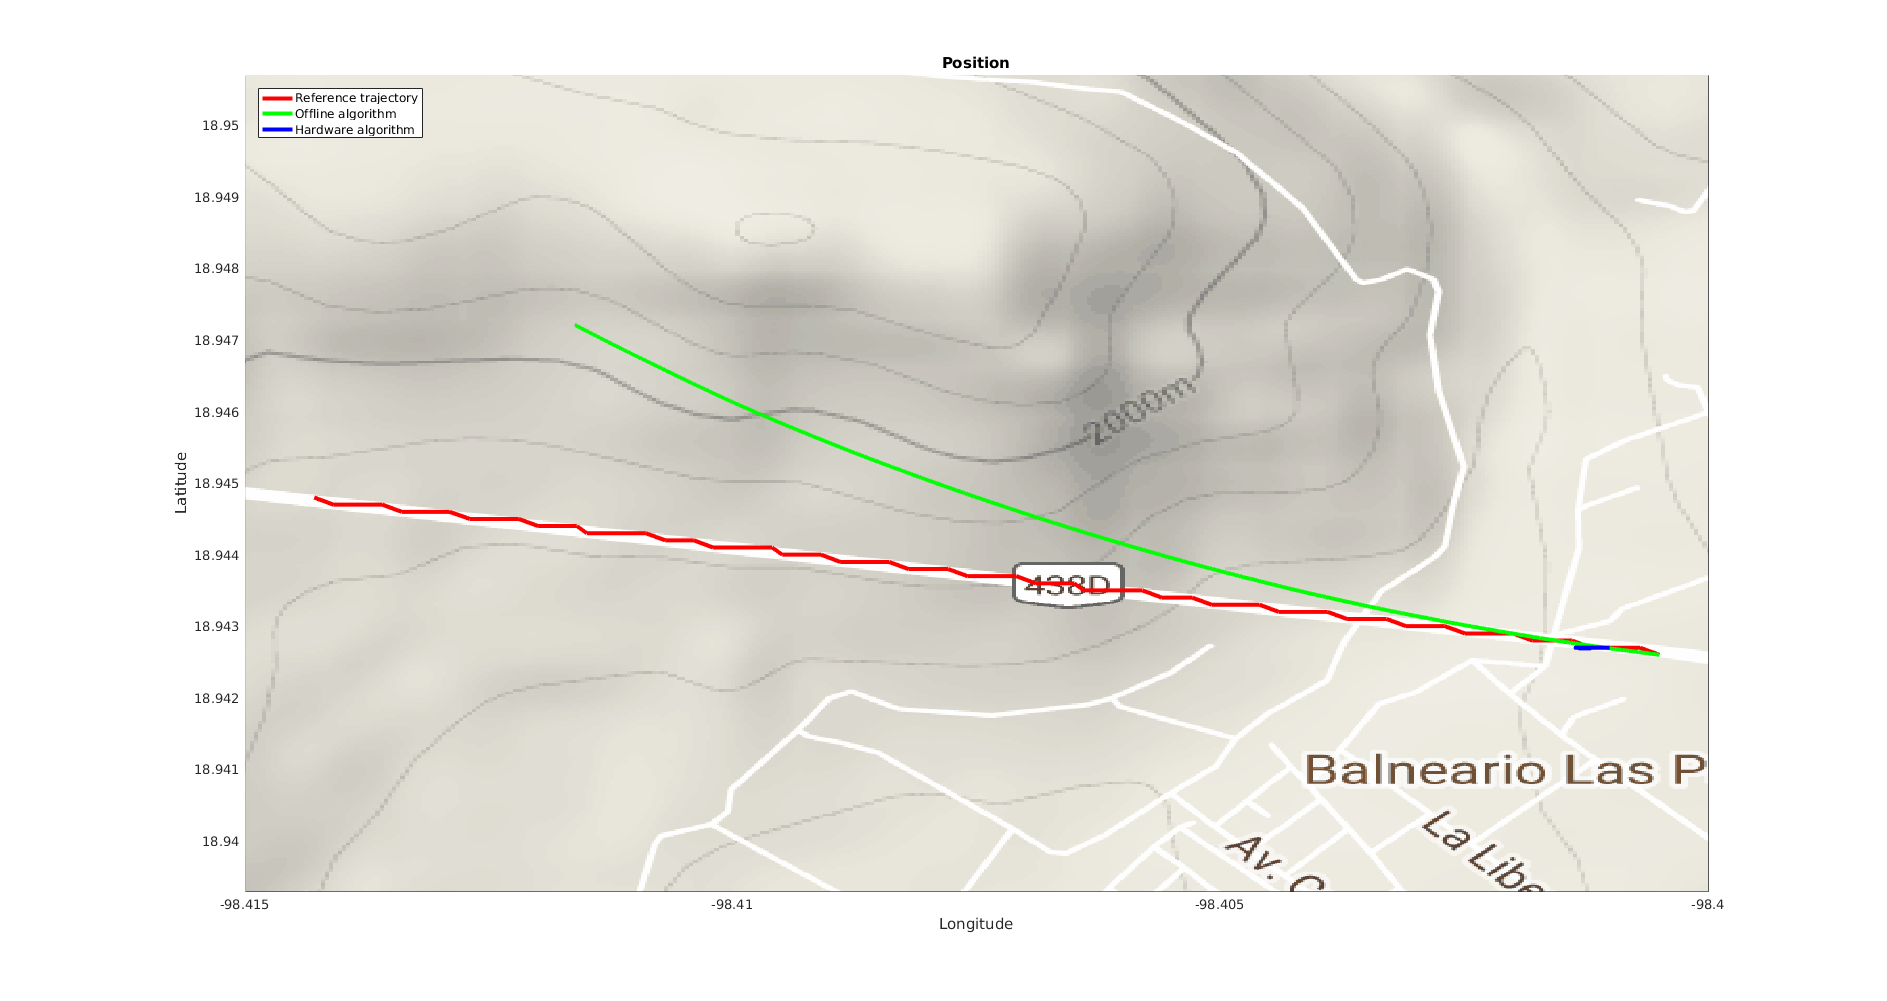 Position
Reference trajectory
Offline algorithm
Hardware algorithm
18.95
18.949
18.948
18.947
18.946
18.945
18.944
18.943
18.942
18.941
18.94
Latitude
2000m
438D
Balneario Las P
La Libe
Av. C
-98.415
-98.41
-98.405
-98.4
Longitude